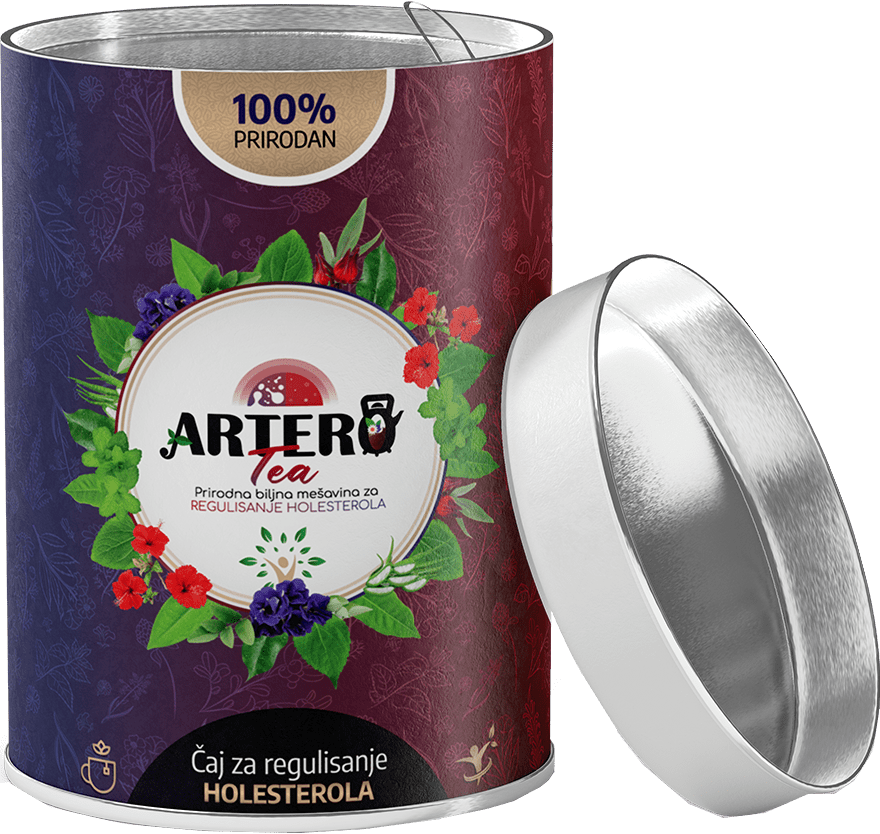 100%
PRIRODAN
ARTERO
Tea
Prirodna biljna mešavina za
REGULISANJE HOLESTEROLA
Čaj za regulisanje
HOLESTEROLA